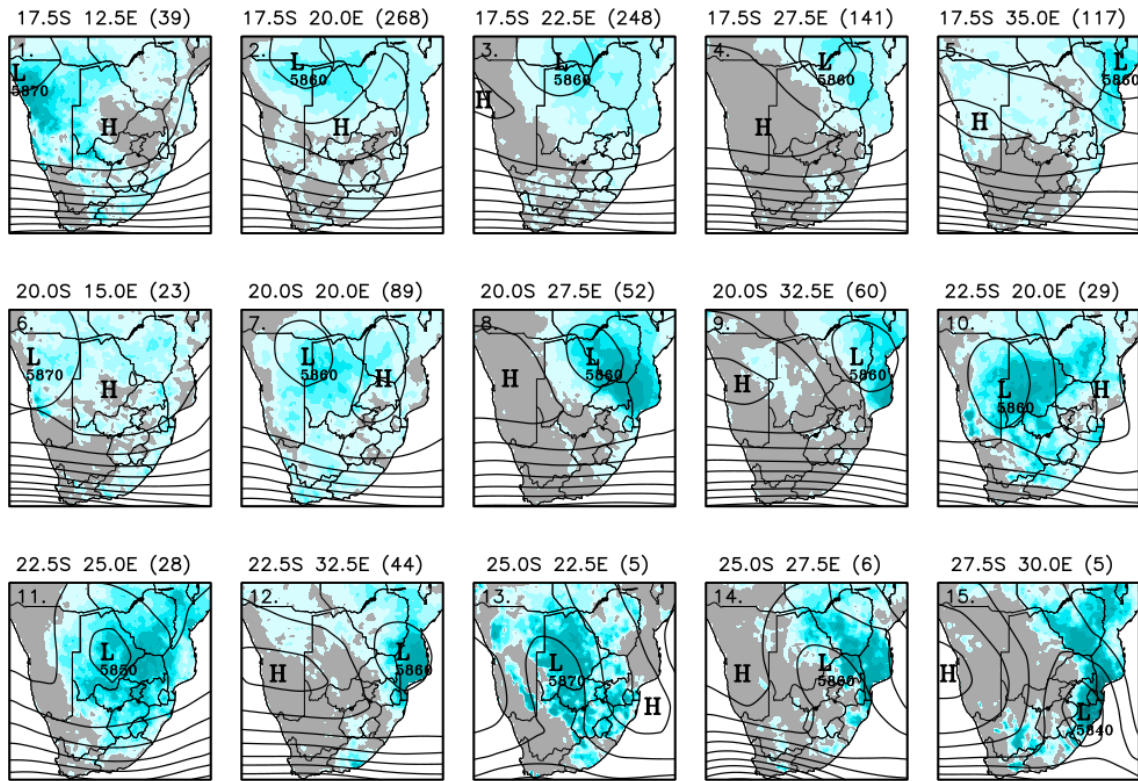 17.5S 12.5E (39)
17.5S 20.0E (268)
17.5S 22.5E (248)
17.5S 27.5E (141)
17.5S 35.0E (117)
1.
L
5870
H
2.
L
5860
H
3.
L
5860
H
4.
L
5860
H
5.
L
5860
H
20.0S 15.0E (23)
20.0S 20.0E (89)
20.0S 27.5E (52)
20.0S 32.5E (60)
22.5S 20.0E (29)
6.
L
5870
H
7.
L
5860
H
8.
H
L
5860
9.
H
L
5860
10.
L
5860
H
22.5S 25.0E (28)
22.5S 32.5E (44)
25.0S 22.5E (5)
25.0S 27.5E (6)
27.5S 30.0E (5)
11.
L
5850
12.
H
L
5860
13.
L
5870
H
14.
H
L
5860
15.
H
L
5840